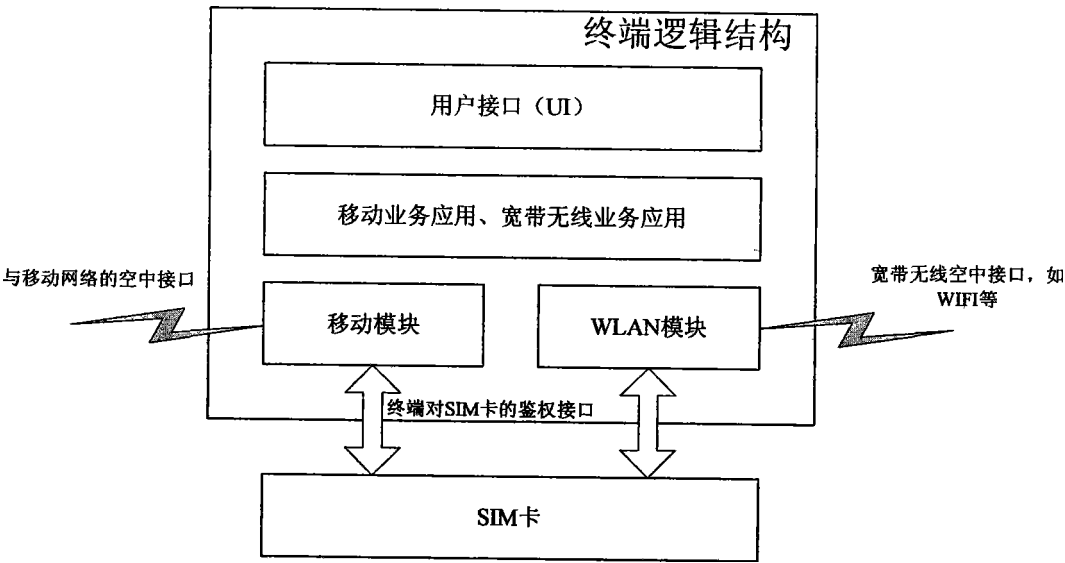 终端逻辑结构
用户接口（UI）
移动业务应用、宽带无线业务应用
与移动网络的空中接口
宽带无线空中接口，如
WIFI等
移动模块
WLAN模块
终端对SIM卡的鉴权接口
SIM卡